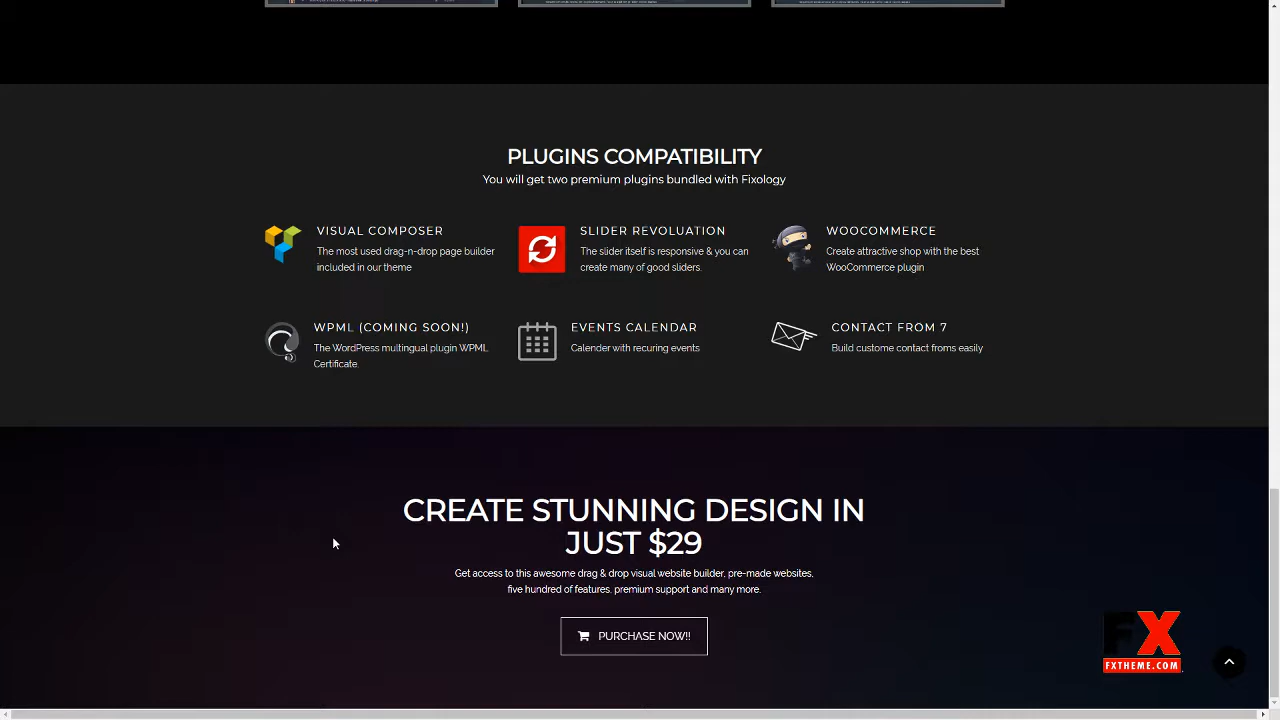 PLUGINS COMPATIBILITY
You will get two premium plugins bundled with Fixology
VISUAL COMPOSER
The most used drag-n-drop page builder
included in our theme
SLIDER REVOLUATION
The slider itself is responsive & you can
create many of good sliders.
WOOCOMMERCE
Create attractive shop with the best
WooCommerce plugin
WPML (COMING SOON!)
The WordPress multingual plugin WPML
Certificate.
EVENTS CALENDAR
Calender with recuring events
CONTACT FROM 7
Build custome contact froms easily
CREATE STUNNING DESIGN IN
JUST $29
Get access to this awesome drag & drop visual website builder, pre-made websites,
five hundred of features, premium support and many more.
PURCHASE NOW!!
FX
FXTHEME.COM